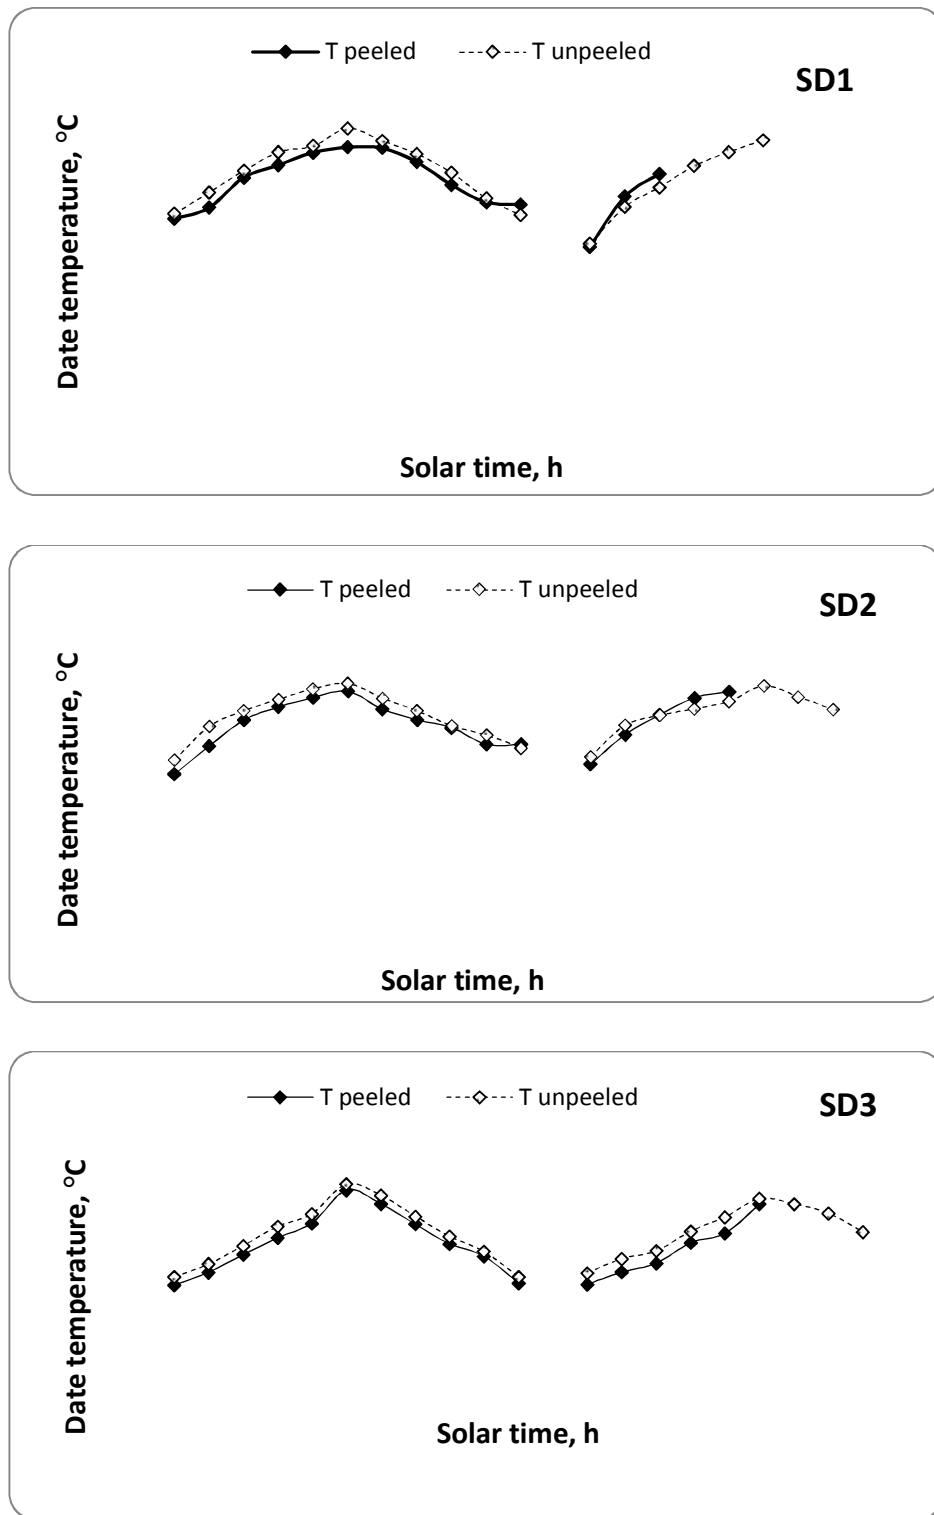 T peeled T unpeeled
SD1
Date temperature, °C
Solar time, h
T peeled T unpeeled
SD2
Date temperature, °C
Solar time, h
T peeled T unpeeled
SD3
Date temperature, °C
Solar time, h